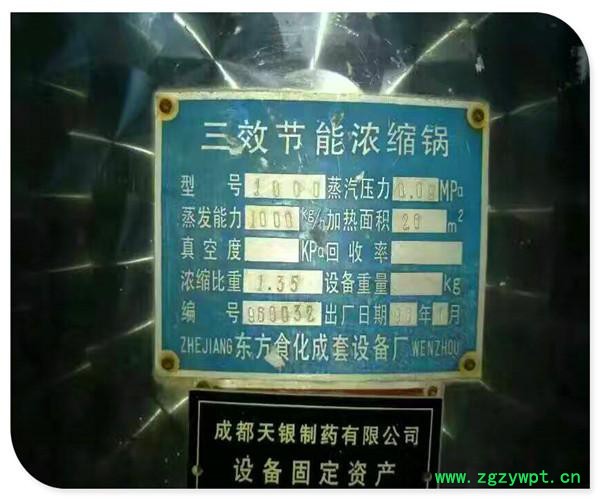 三效节能浓缩锅
型 号 1000 蒸汽压力 0.09 MPa
蒸发能力 1000 Kg/h 加热面积 20 m²
真空度 KPa 回收率
浓缩比重 1.35 设备重量 Kg
编 号 960032 出厂日期 96年 月
ZHEJIANG 东方食化成套设备厂 WENZHOU
成都天银制药有限公司
设备固定资产
www.zgzywpt.cn